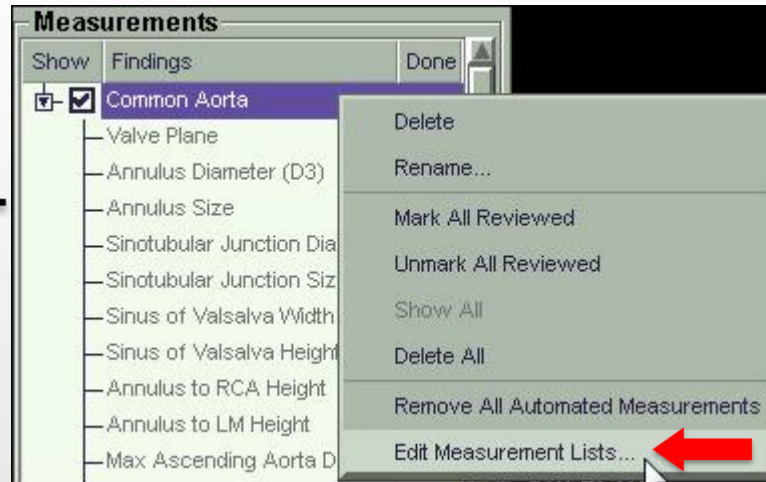 Measurements
Show Findings Done
Common Aorta
Valve Plane
Annulus Diameter (D3)
Annulus Size
Sinotubular Junction Dia
Sinotubular Junction Siz
Sinus of Valsalva Width
Sinus of Valsalva Height
Annulus to RCA Height
Annulus to LM Height
Max Ascending Aorta D
Delete
Rename...
Mark All Reviewed
Unmark All Reviewed
Show All
Delete All
Remove All Automated Measurements
Edit Measurement Lists...